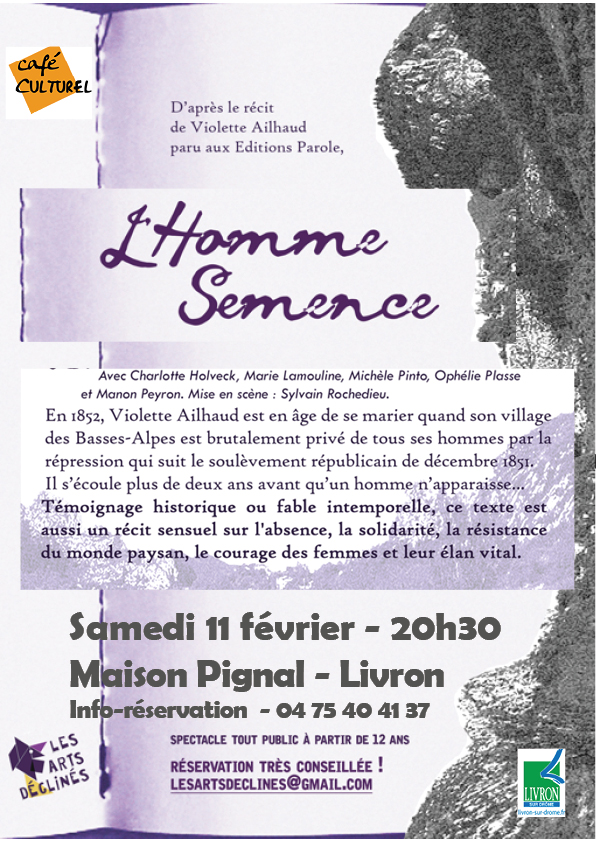 café
CULTUREL
D'après le récit
de Violette Ailhaud
paru aux Editions Parole,
L'Homme
Semence
Avec Charlotte Holveck, Marie Lamouline, Michèle Pinto, Ophélie Plasse
et Manon Peyron. Mise en scène : Sylvain Rochedieu.
En 1852, Violette Ailhaud est en âge de se marier quand son village
des Basses-Alpes est brutalement privé de tous ses hommes par la
répression qui suit le soulèvement républicain de décembre 1851.
Il s'écoule plus de deux ans avant qu'un homme n'apparaisse...
Témoignage historique ou fable intemporelle, ce texte est
aussi un récit sensuel sur l'absence, la solidarité, la résistance
du monde paysan, le courage des femmes et leur élan vital.
Samedi 11 février - 20h30
Maison Pignal - Livron
Info-réservation - 04 75 40 41 37
SPECTACLE TOUT PUBLIC À PARTIR DE 12 ANS
RÉSERVATION TRÈS CONSEILLÉE !
LESARTSDECLINES@GMAIL.COM
LES
ARTS
DÉCLINÉS
LIVRON
SUR DRÔME
livron-sur-drome.fr